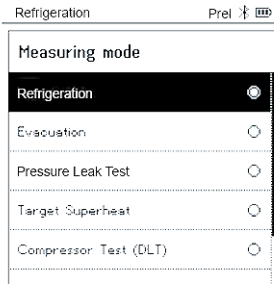 Refrigeration Prel
Measuring mode
Refrigeration
Evacuation
Pressure Leak Test
Target Superheat
Compressor Test (DLT)